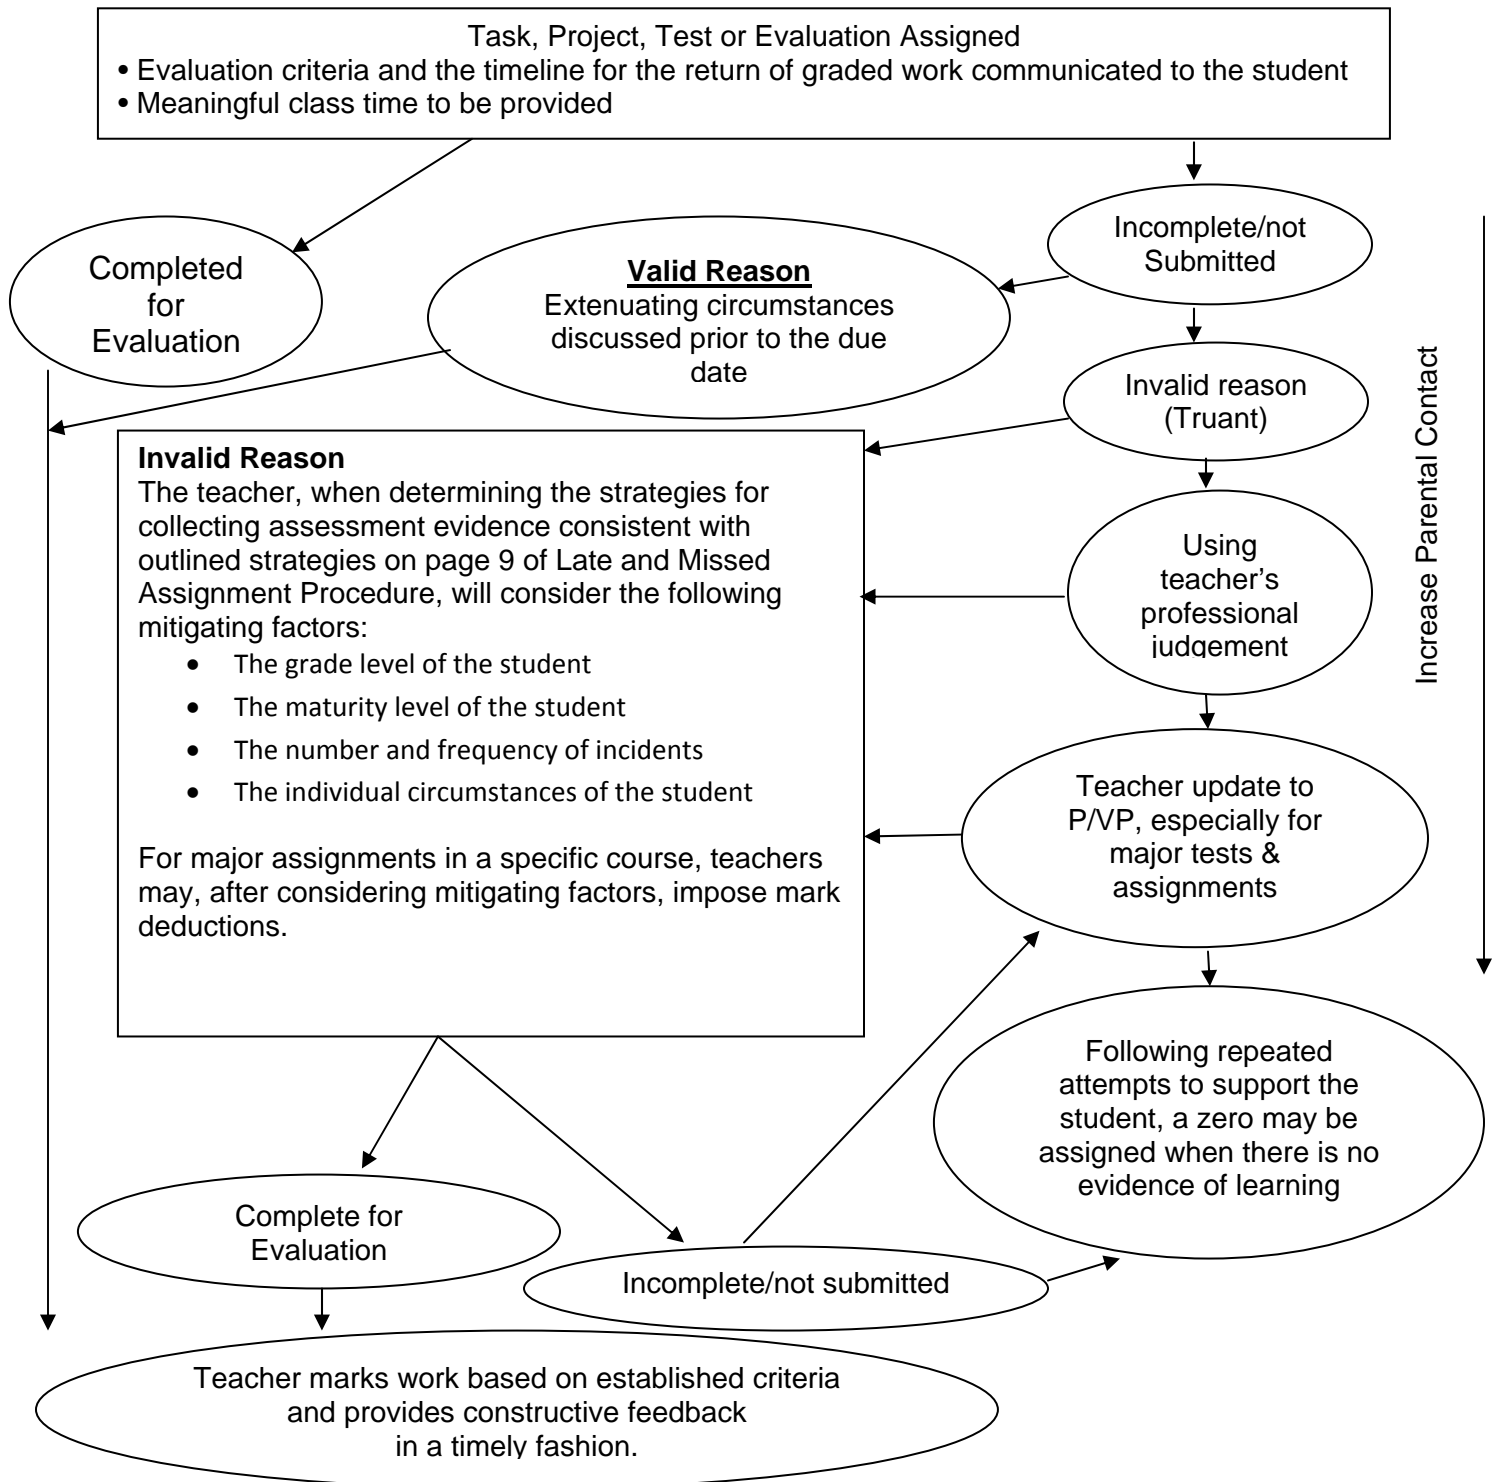 Task, Project, Test or Evaluation Assigned
• Evaluation criteria and the timeline for the return of graded work communicated to the student
• Meaningful class time to be provided
Incomplete/not
Submitted
Completed
for
Evaluation
Valid Reason
Extenuating circumstances
discussed prior to the due
date
Invalid reason
(Truant)
Increase Parental Contact
Invalid Reason
The teacher, when determining the strategies for
collecting assessment evidence consistent with
outlined strategies on page 9 of Late and Missed
Assignment Procedure, will consider the following
mitigating factors:
• The grade level of the student
• The maturity level of the student
• The number and frequency of incidents
• The individual circumstances of the student
For major assignments in a specific course, teachers
may, after considering mitigating factors, impose mark
deductions.
Using
teacher’s
professional
judgement
Teacher update to
P/VP, especially for
major tests &
assignments
Following repeated
attempts to support the
student, a zero may be
assigned when there is no
evidence of learning
Complete for
Evaluation
Incomplete/not submitted
Teacher marks work based on established criteria
and provides constructive feedback
in a timely fashion.